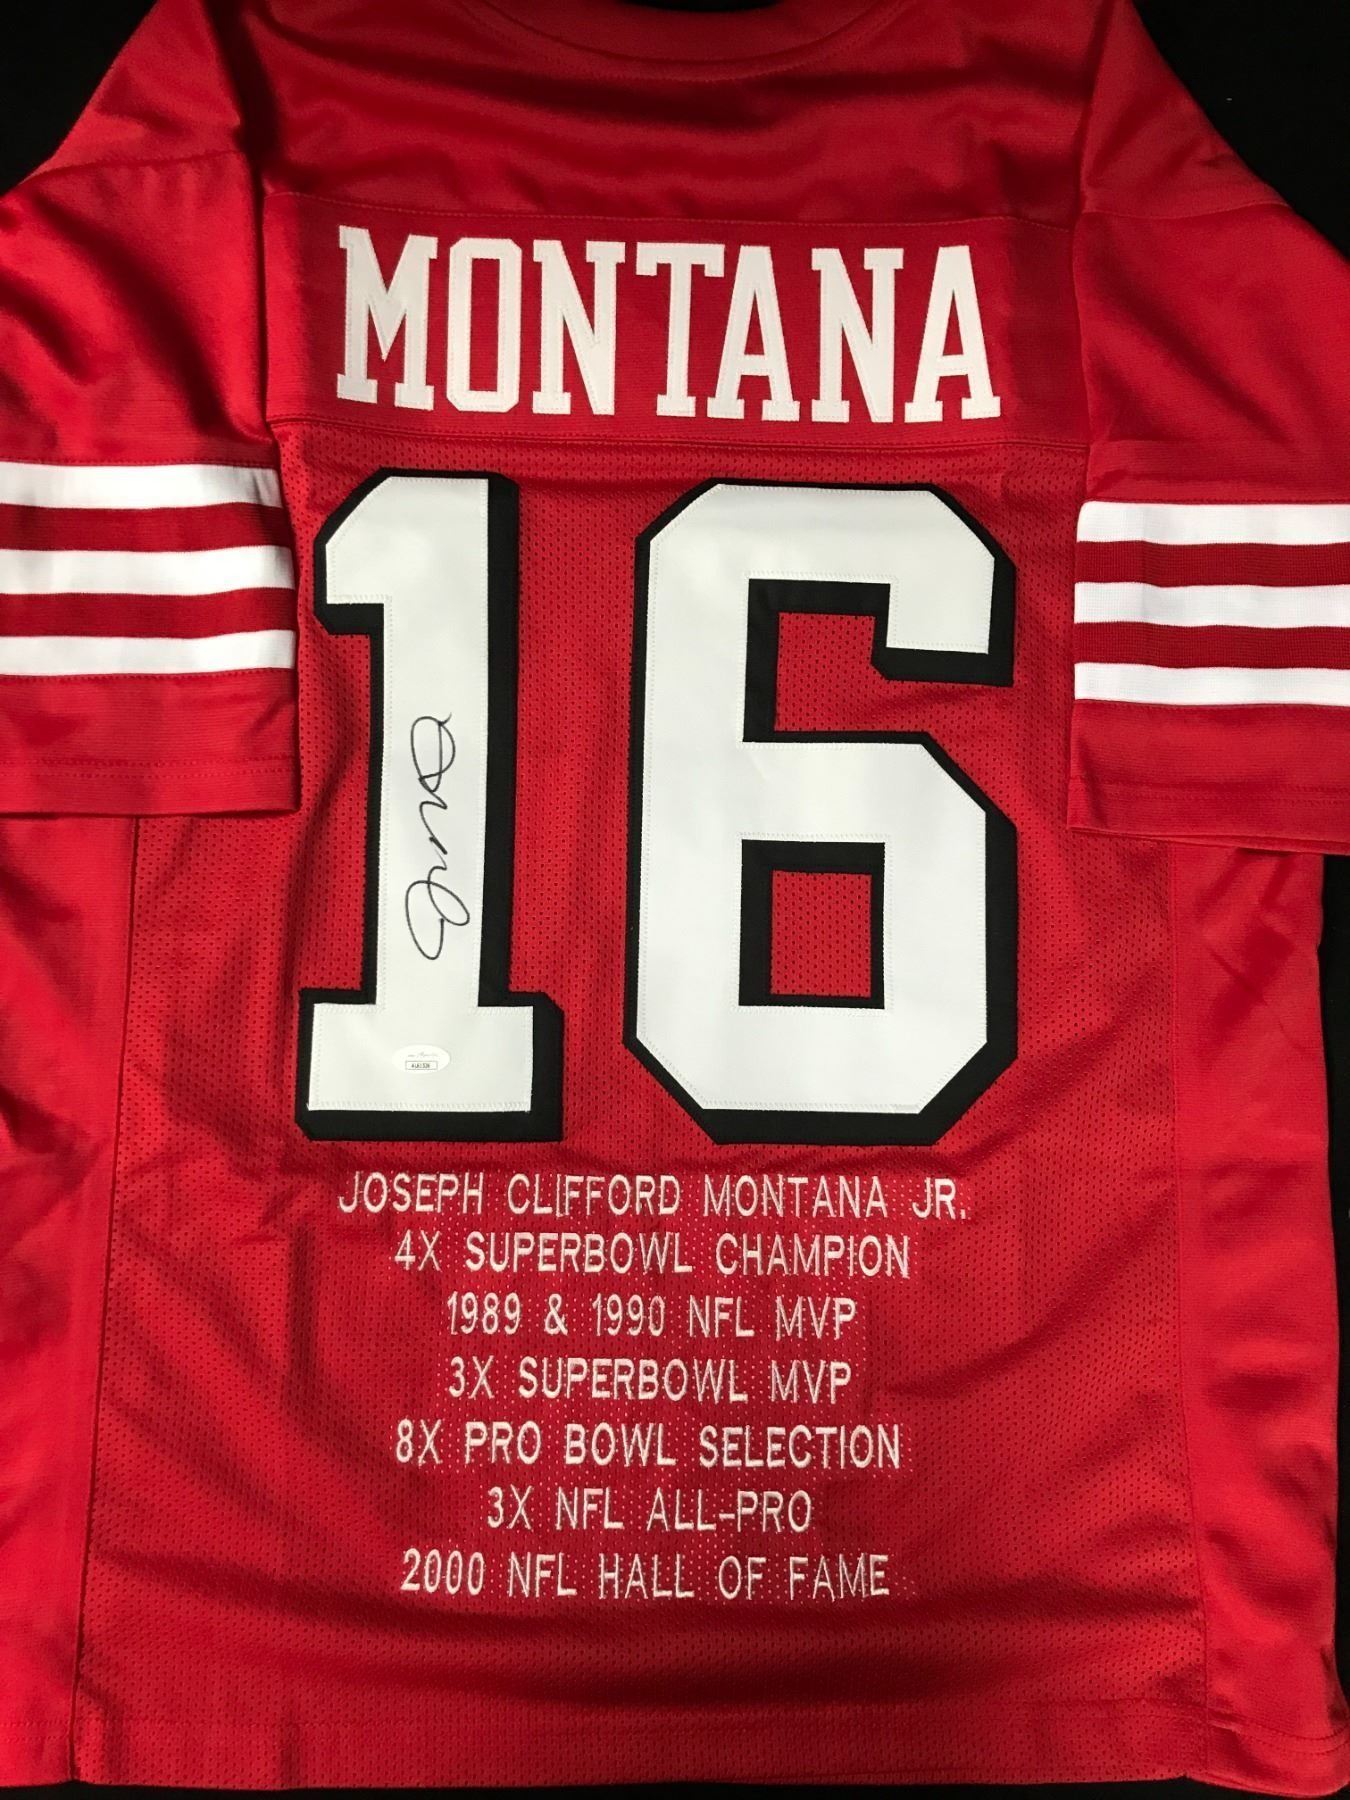 MONTANA
16
JOSEPH CLIFFORD MONTANA JR.
4X SUPERBOWL CHAMPION
1989 & 1990 NFL MVP
3X SUPERBOWL MVP
8X PRO BOWL SELECTION
3X NFL ALL-PRO
2000 NFL HALL OF FAME